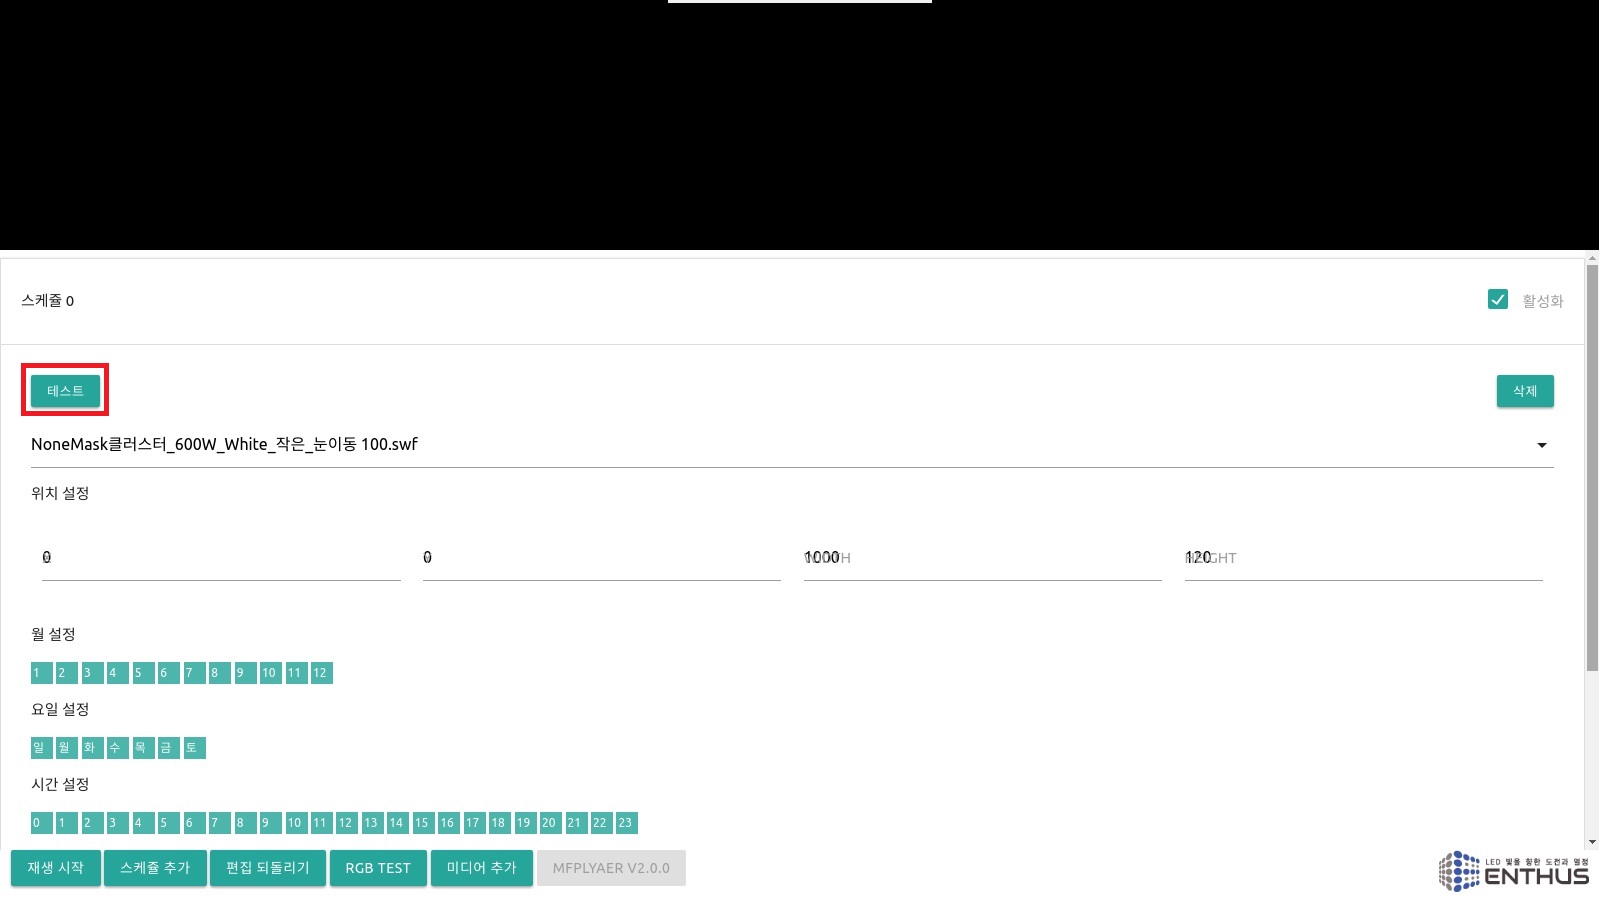 스케쥴 0
활성화
테스트
삭제
NoneMask클러스터_600W_White_작은_눈이동 100.swf
위치 설정
0
0
1000 WIDTH
120 HEIGHT
월 설정
1 2 3 4 5 6 7 8 9 10 11 12
요일 설정
일 월 화 수 목 금 토
시간 설정
0 1 2 3 4 5 6 7 8 9 10 11 12 13 14 15 16 17 18 19 20 21 22 23
재생 시작 스케쥴 추가 편집 되돌리기 RGB TEST 미디어 추가 MFPLYAER V2.0.0
LED 빛을 향한 도전과 열정
ENTHUS